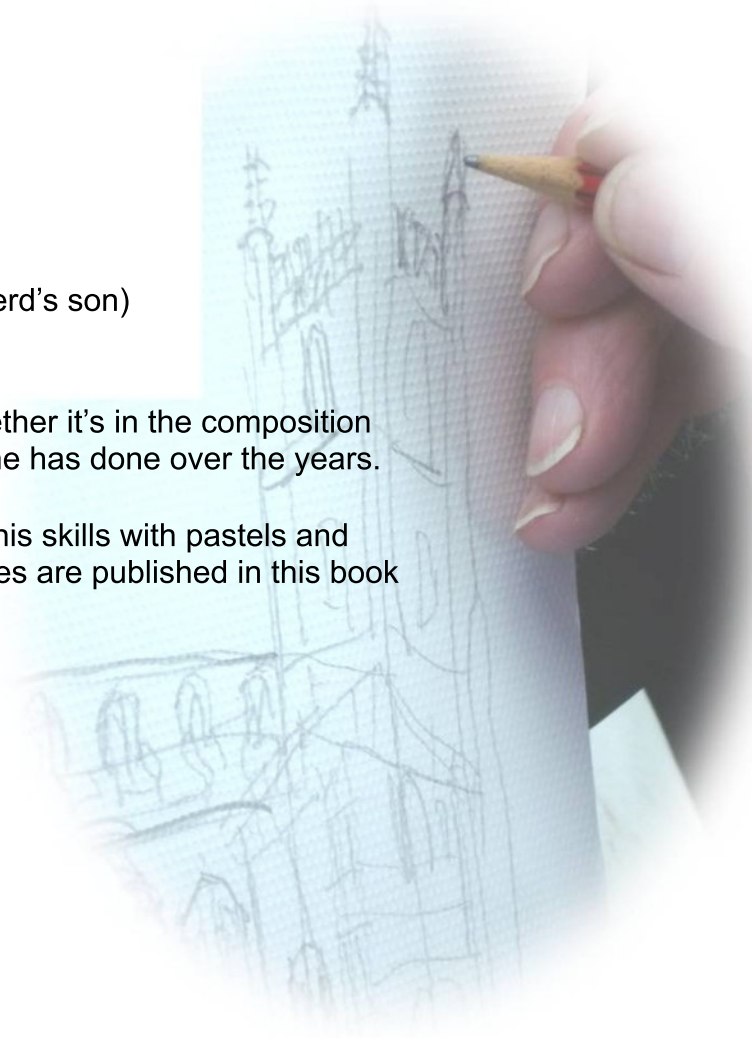 erd’s son)
ether it’s in the composition
he has done over the years.
his skills with pastels and
es are published in this book